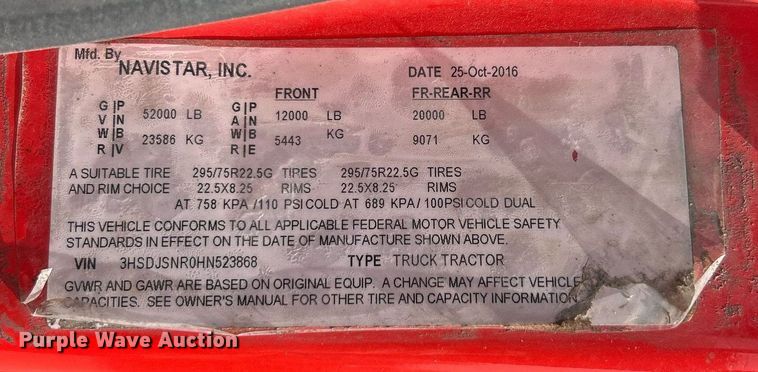 Mfd. By
NAVISTAR, INC. DATE 25-Oct-2016
FRONT FR-REAR-RR
G|P 52000 LB G|P 12000 LB 20000 LB
V|N A|N
W|B 23586 KG W|B 5443 KG 9071 KG
R|V R|E
A SUITABLE TIRE 295/75R22.5G TIRES 295/75R22.5G TIRES
AND RIM CHOICE 22.5X8.25 RIMS 22.5X8.25 RIMS
AT 758 KPA /110 PSICOLD AT 689 KPA/ 100PSICOLD DUAL
THIS VEHICLE CONFORMS TO ALL APPLICABLE FEDERAL MOTOR VEHICLE SAFETY
STANDARDS IN EFFECT ON THE DATE OF MANUFACTURE SHOWN ABOVE.
VIN 3HSDJSNR0HN523868 TYPE TRUCK TRACTOR
GVWR AND GAWR ARE BASED ON ORIGINAL EQUIP. A CHANGE MAY AFFECT VEHICLE
CAPACITIES. SEE OWNER'S MANUAL FOR OTHER TIRE AND CAPACITY INFORMATION
Purple Wave Auction